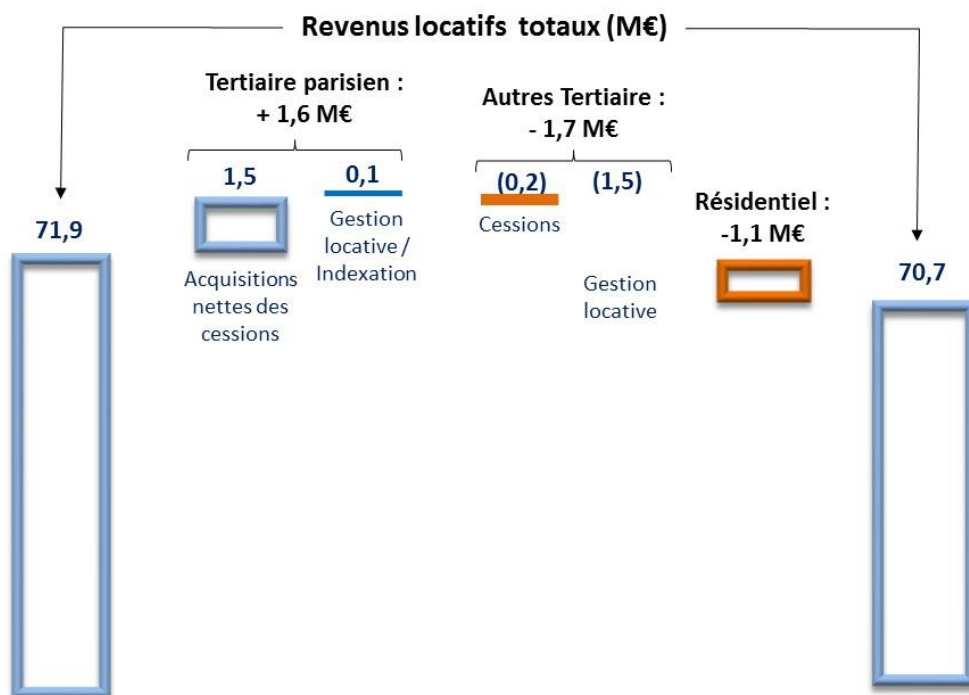 Revenus locatifs totaux (M€)
Tertiaire parisien :
+ 1,6 M€
Autres Tertiaire :
- 1,7 M€
1,5
0,1
(0,2)
(1,5)
Gestion
locative /
Indexation
Cessions
Résidentiel :
-1,1 M€
71,9
Acquisitions
nettes des
cessions
Gestion
locative
70,7